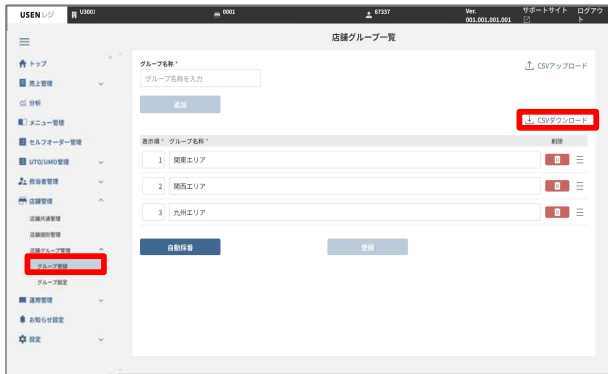 USEN レジ U3001 0001 67337 Ver. 001.001.001.001 サポートサイト ログアウト
店舗グループ一覧
トップ
売上管理
分析
メニュー管理
セルフオーダー管理
UTO/UMO管理
担当者管理
店舗管理
店舗共通管理
店舗個別管理
店舗グループ管理
グループ登録
グループ設定
運用管理
お知らせ設定
設定
グループ名称 *
グループ名称を入力
追加
CSVアップロード
CSVダウンロード
表示順 * グループ名称 * 削除
1 関東エリア
2 関西エリア
3 九州エリア
自動採番 登録